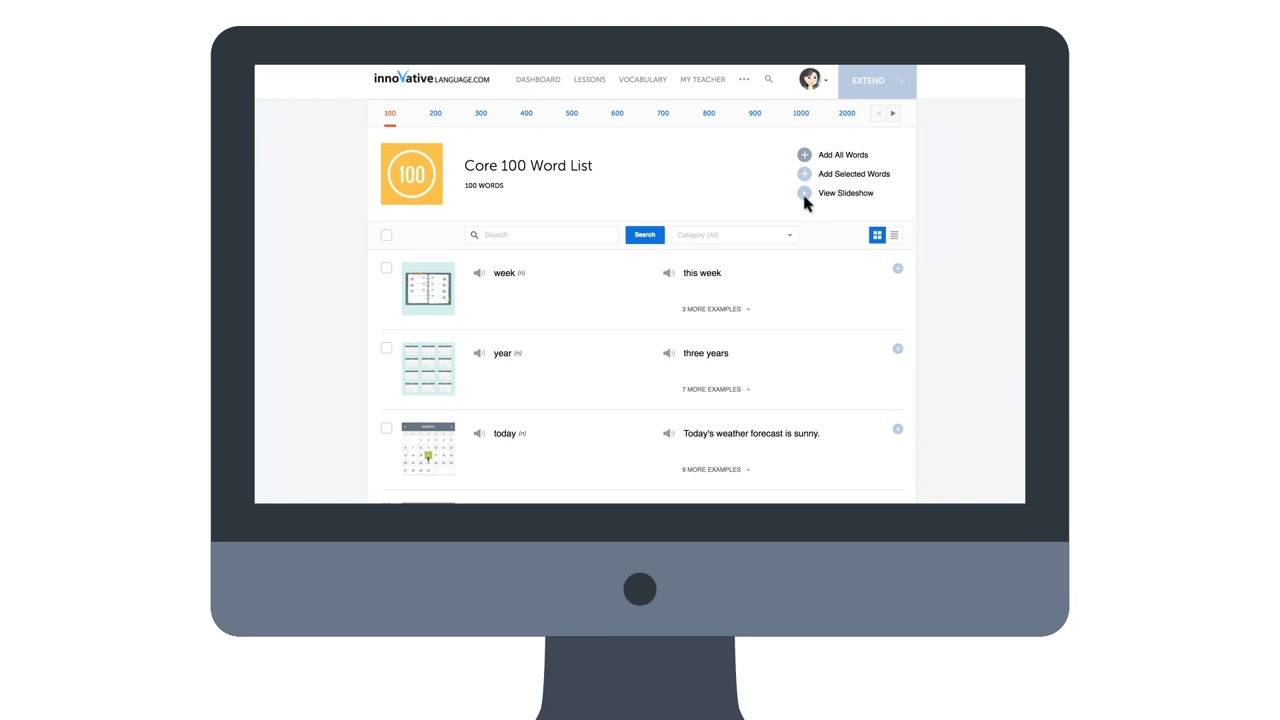 innovative LANGUAGE.COM DASHBOARD LESSONS VOCABULARY MY TEACHER ••• EXTEND
100 200 300 400 500 600 700 800 900 1000 2000
100
Core 100 Word List
100 WORDS
Add All Words
Add Selected Words
View Slideshow
Search Search Category (All)
week (n) this week
3 MORE EXAMPLES
year (n) three years
7 MORE EXAMPLES
today (n) Today's weather forecast is sunny.
9 MORE EXAMPLES